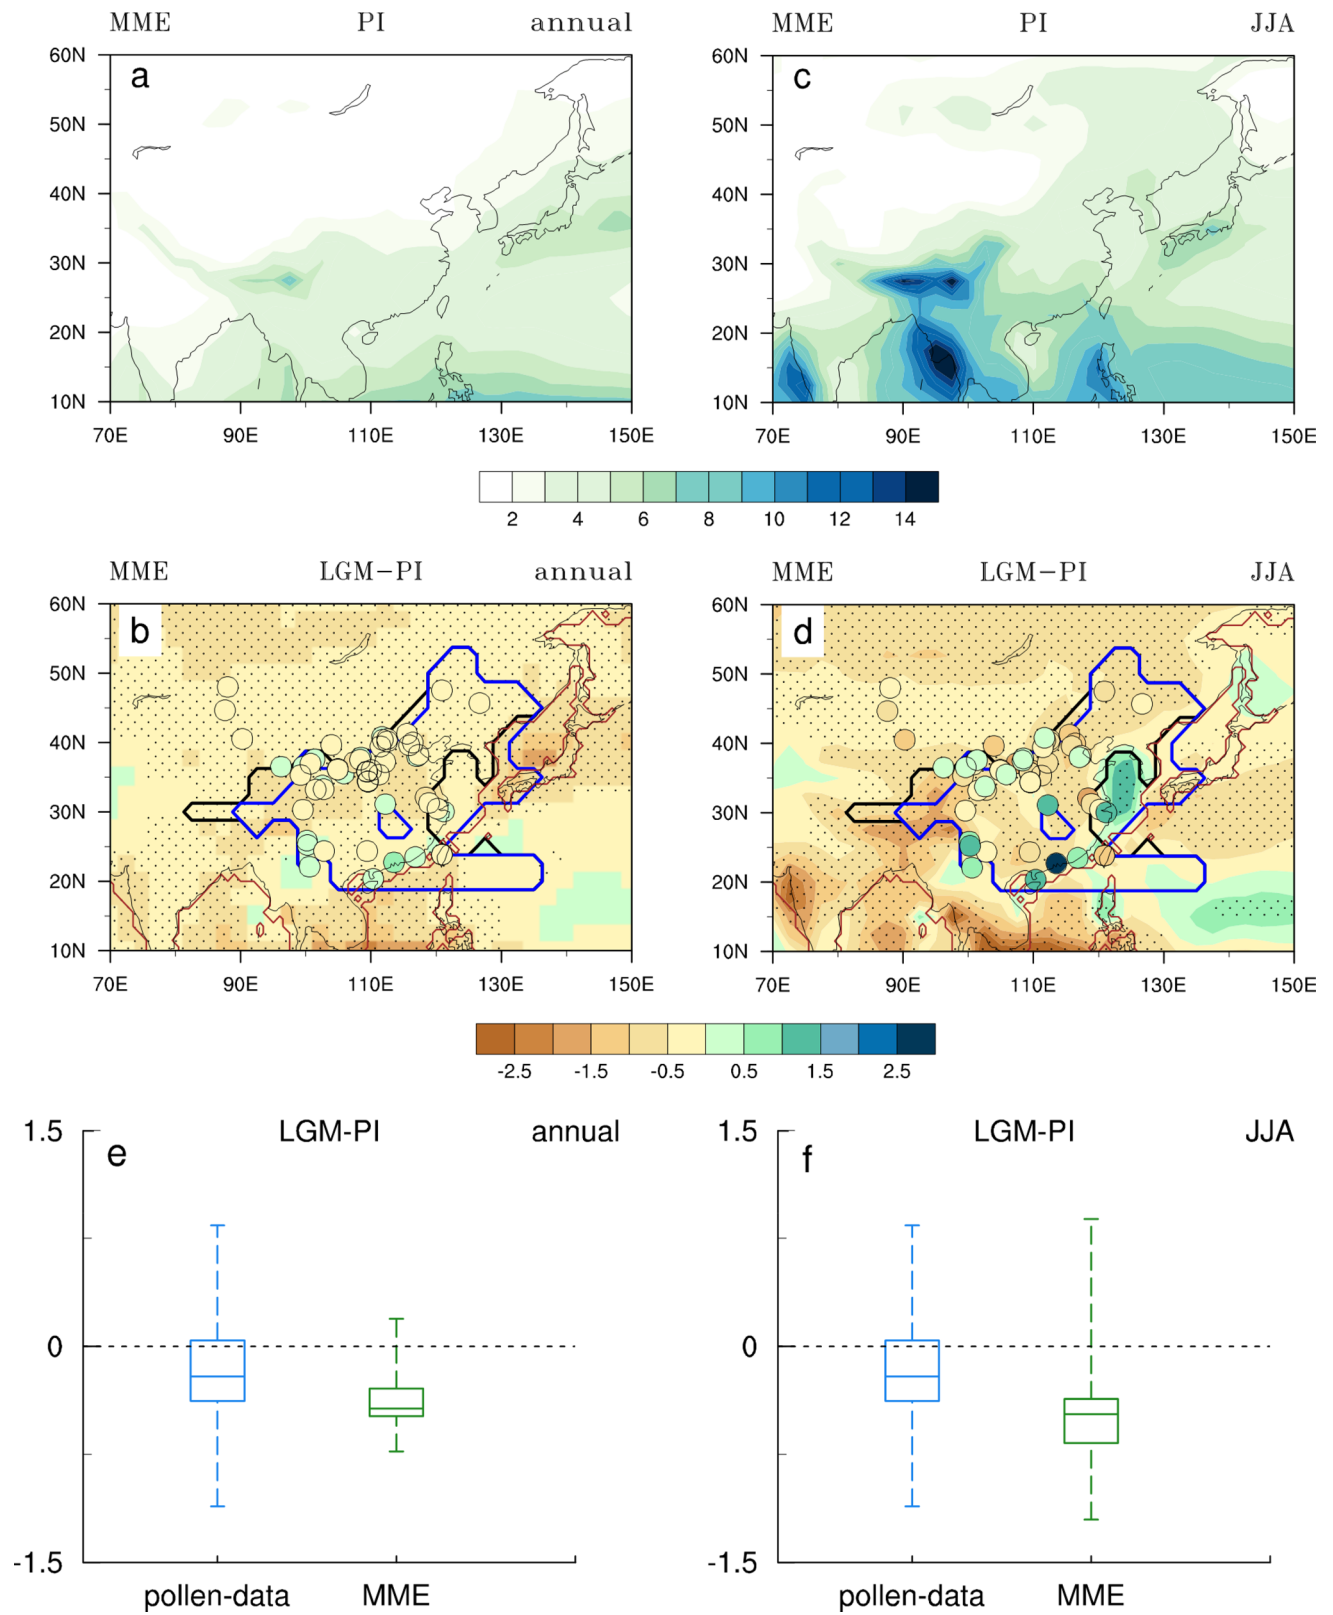 MME PI annual
MME PI JJA
a
60N
50N
40N
30N
20N
10N
70E 90E 110E 130E 150E
c
60N
50N
40N
30N
20N
10N
70E 90E 110E 130E 150E
2 4 6 8 10 12 14
MME LGM-PI annual
MME LGM-PI JJA
b
60N
50N
40N
30N
20N
10N
70E 90E 110E 130E 150E
d
60N
50N
40N
30N
20N
10N
70E 90E 110E 130E 150E
-2.5 -1.5 -0.5 0.5 1.5 2.5
1.5
e
LGM-PI annual
0
-1.5
pollen-data MME
1.5
f
LGM-PI JJA
0
-1.5
pollen-data MME